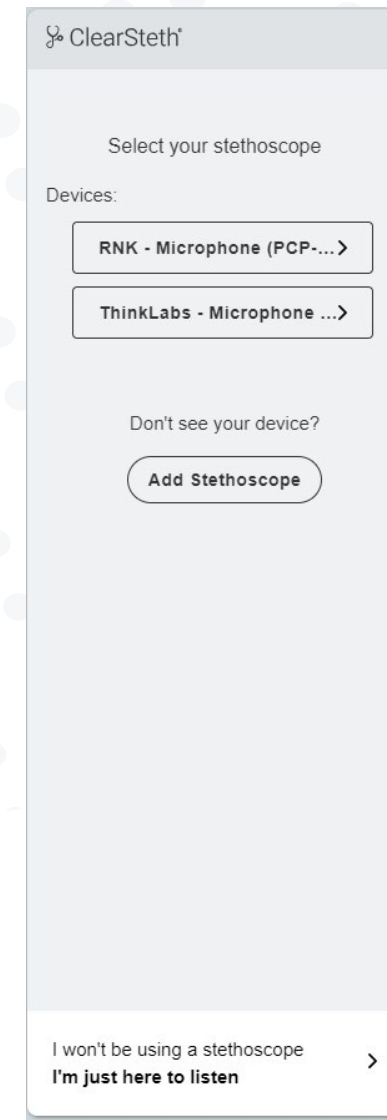 ClearSteth®
Select your stethoscope
Devices:
RNK - Microphone (PCP-...
ThinkLabs - Microphone ...
Don't see your device?
Add Stethoscope
I won't be using a stethoscope
I'm just here to listen